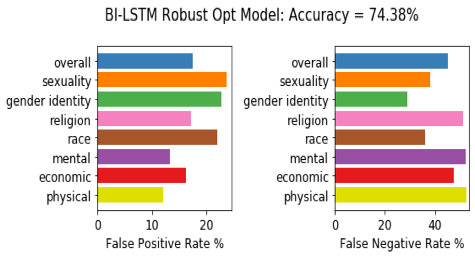 BI-LSTM Robust Opt Model: Accuracy = 74.38%
overall
sexuality
gender identity
religion
race
mental
economic
physical
0 10 20
False Positive Rate %
overall
sexuality
gender identity
religion
race
mental
economic
physical
0 20 40
False Negative Rate %